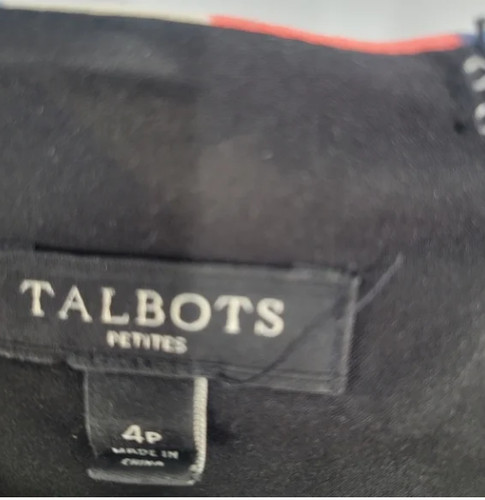 TALBOTS
PETITES
4P
MADE IN
CHINA